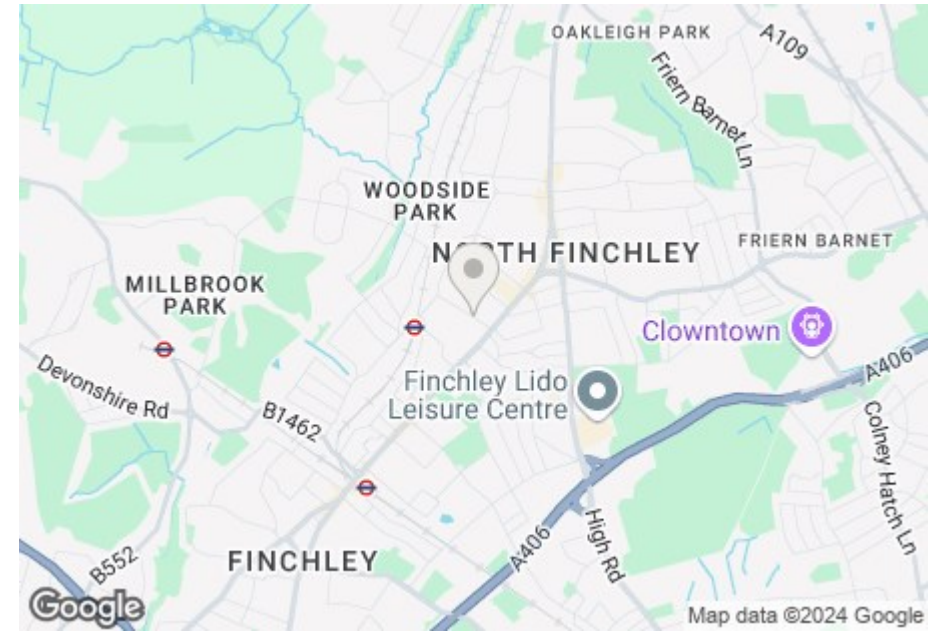 OAKLEIGH PARK
A109
Friern Barnet Ln
WOODSIDE
PARK
NORTH FINCHLEY
FRIERN BARNET
MILLBROOK
PARK
Clowntown
Devonshire Rd
Finchley Lido
Leisure Centre
A406
B1462
Colney Hatch Ln
A406
High Rd
B552
FINCHLEY
Google
Map data ©2024 Google